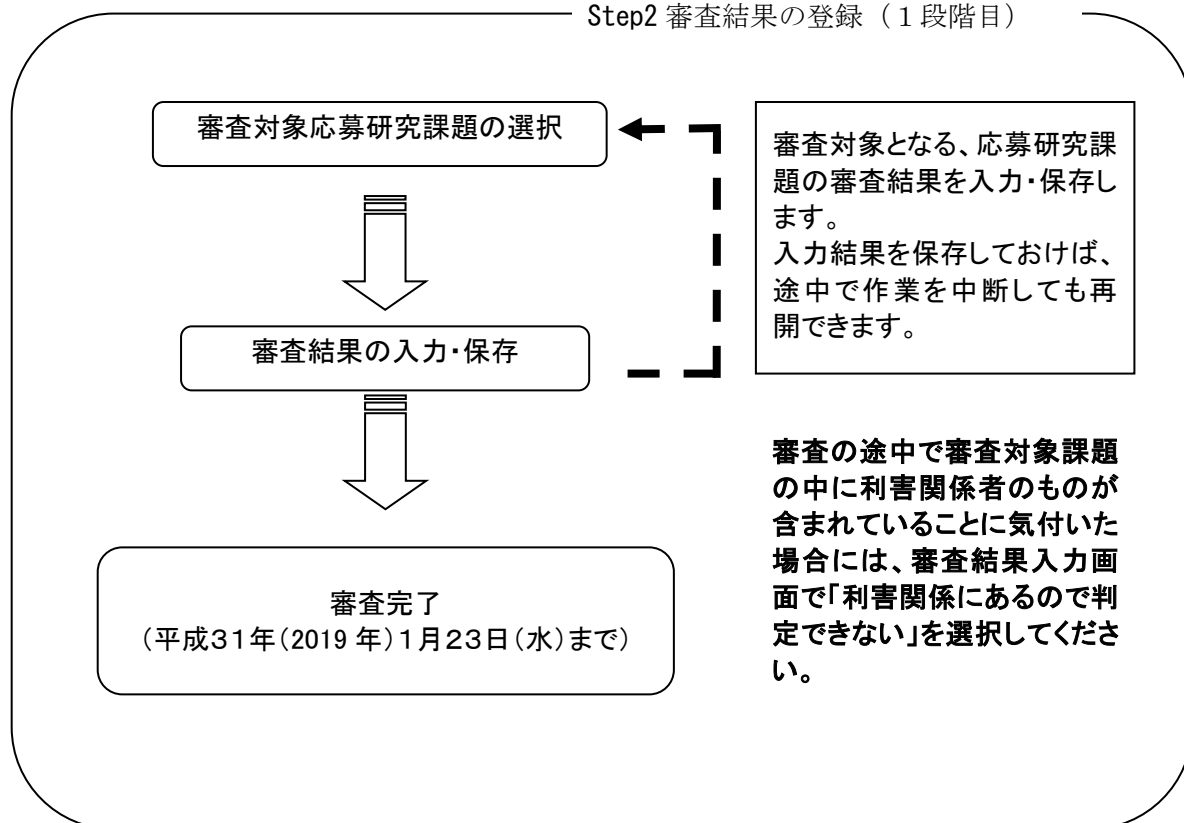 Step2 審査結果の登録（１段階目）
審査対象応募研究課題の選択
審査対象となる、応募研究課
題の審査結果を入力・保存し
ます。
入力結果を保存しておけば、
途中で作業を中断しても再
開できます。
審査結果の入力・保存
審査の途中で審査対象課題
の中に利害関係者のものが
含まれていることに気付いた
場合には、審査結果入力画
面で「利害関係にあるので判
定できない」を選択してくださ
い。
審査完了
（平成３１年（2019 年）１月２３日（水）まで）